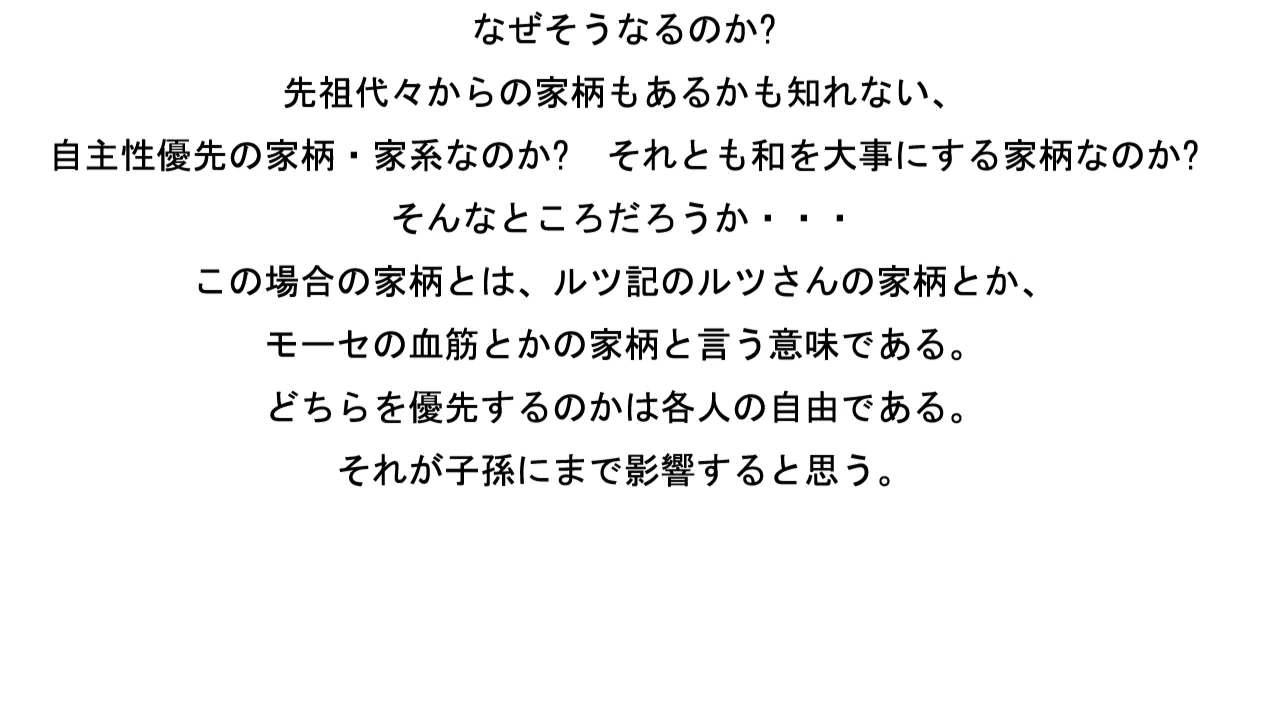 なぜそうなるのか?
先祖代々からの家柄もあるかも知れない、
自主性優先の家柄・家系なのか?　それとも和を大事にする家柄なのか?
そんなところだろうか・・・
この場合の家柄とは、ルツ記のルツさんの家柄とか、
モーセの血筋とかの家柄と言う意味である。
どちらを優先するのかは各人の自由である。
それが子孫にまで影響すると思う。